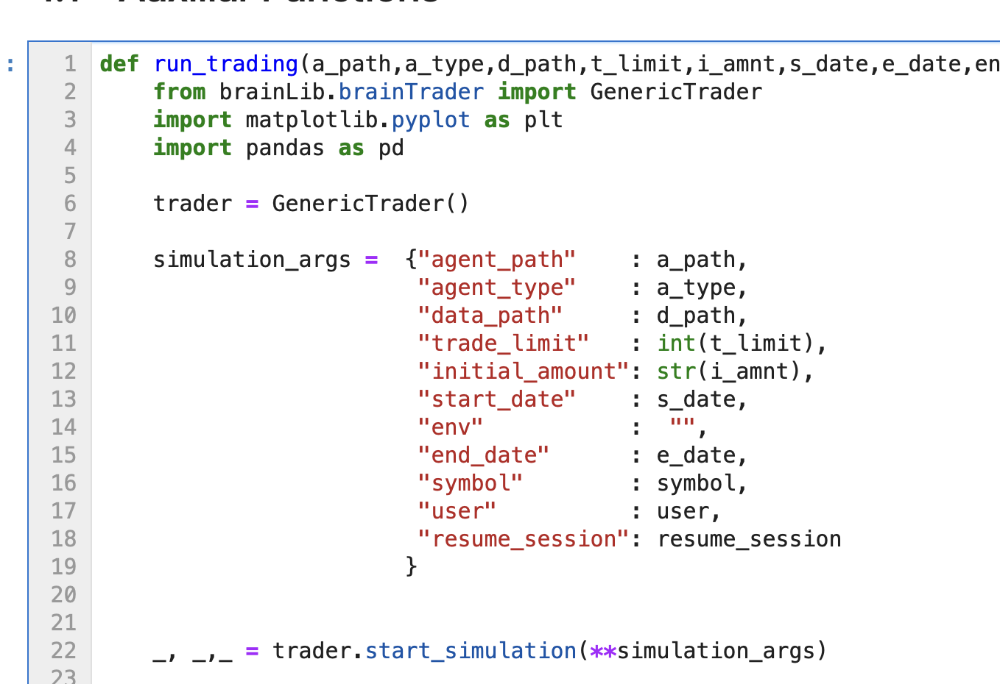 :
1 def run_trading(a_path,a_type,d_path,t_limit,i_amnt,s_date,e_date,en
2     from brainLib.brainTrader import GenericTrader
3     import matplotlib.pyplot as plt
4     import pandas as pd
5
6     trader = GenericTrader()
7
8     simulation_args =  {"agent_path"    : a_path,
9                         "agent_type"    : a_type,
10                         "data_path"     : d_path,
11                         "trade_limit"   : int(t_limit),
12                         "initial_amount": str(i_amnt),
13                         "start_date"    : s_date,
14                         "env"           :  "",
15                         "end_date"      : e_date,
16                         "symbol"        : symbol,
17                         "user"          : user,
18                         "resume_session": resume_session
19                        }
20
21
22     _, _,_ = trader.start_simulation(**simulation_args)
23